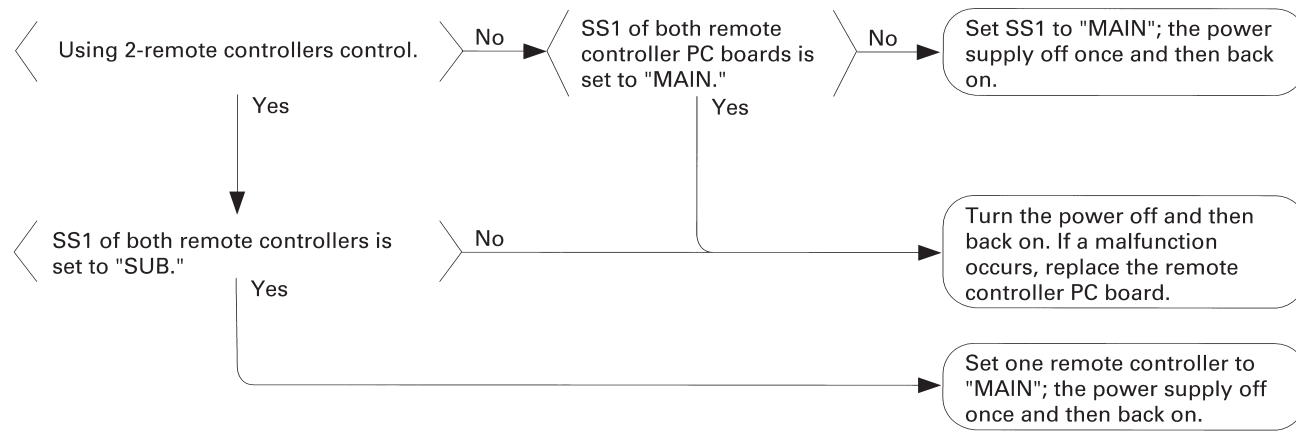 Using 2-remote controllers control.
No
SS1 of both remote
controller PC boards is
set to "MAIN."
No
Set SS1 to "MAIN"; the power
supply off once and then back
on.
Yes
Yes
SS1 of both remote controllers is
set to "SUB."
No
Turn the power off and then
back on. If a malfunction
occurs, replace the remote
controller PC board.
Yes
Set one remote controller to
"MAIN"; the power supply off
once and then back on.